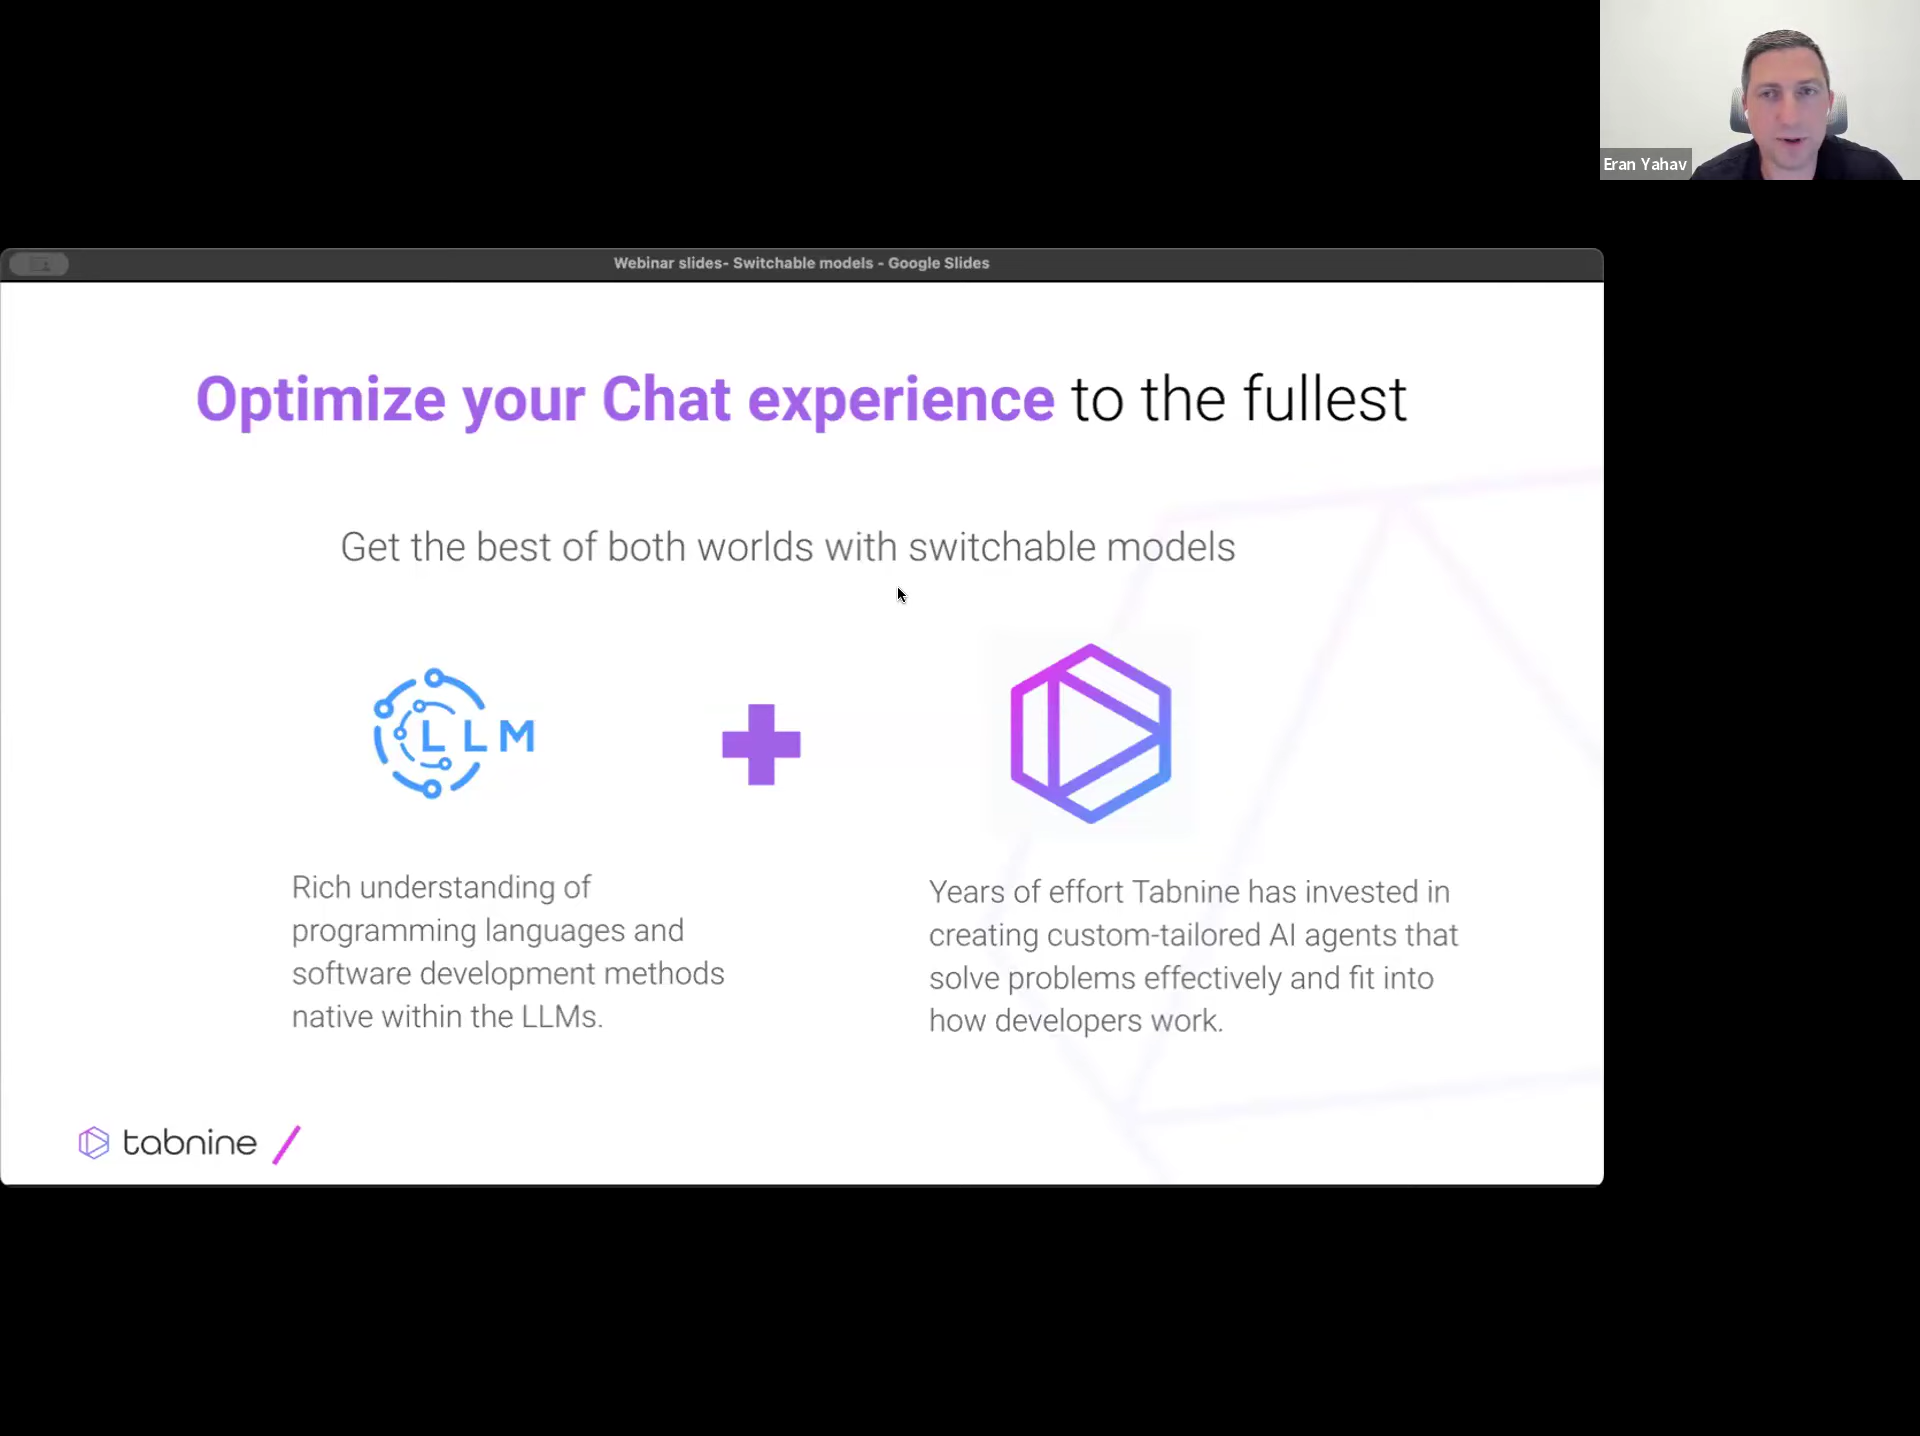 Eran Yahav
Webinar slides- Switchable models - Google Slides
Optimize your Chat experience to the fullest
Get the best of both worlds with switchable models
LLM
Rich understanding of
programming languages and
software development methods
native within the LLMs.
Years of effort Tabnine has invested in
creating custom-tailored AI agents that
solve problems effectively and fit into
how developers work.
tabnine